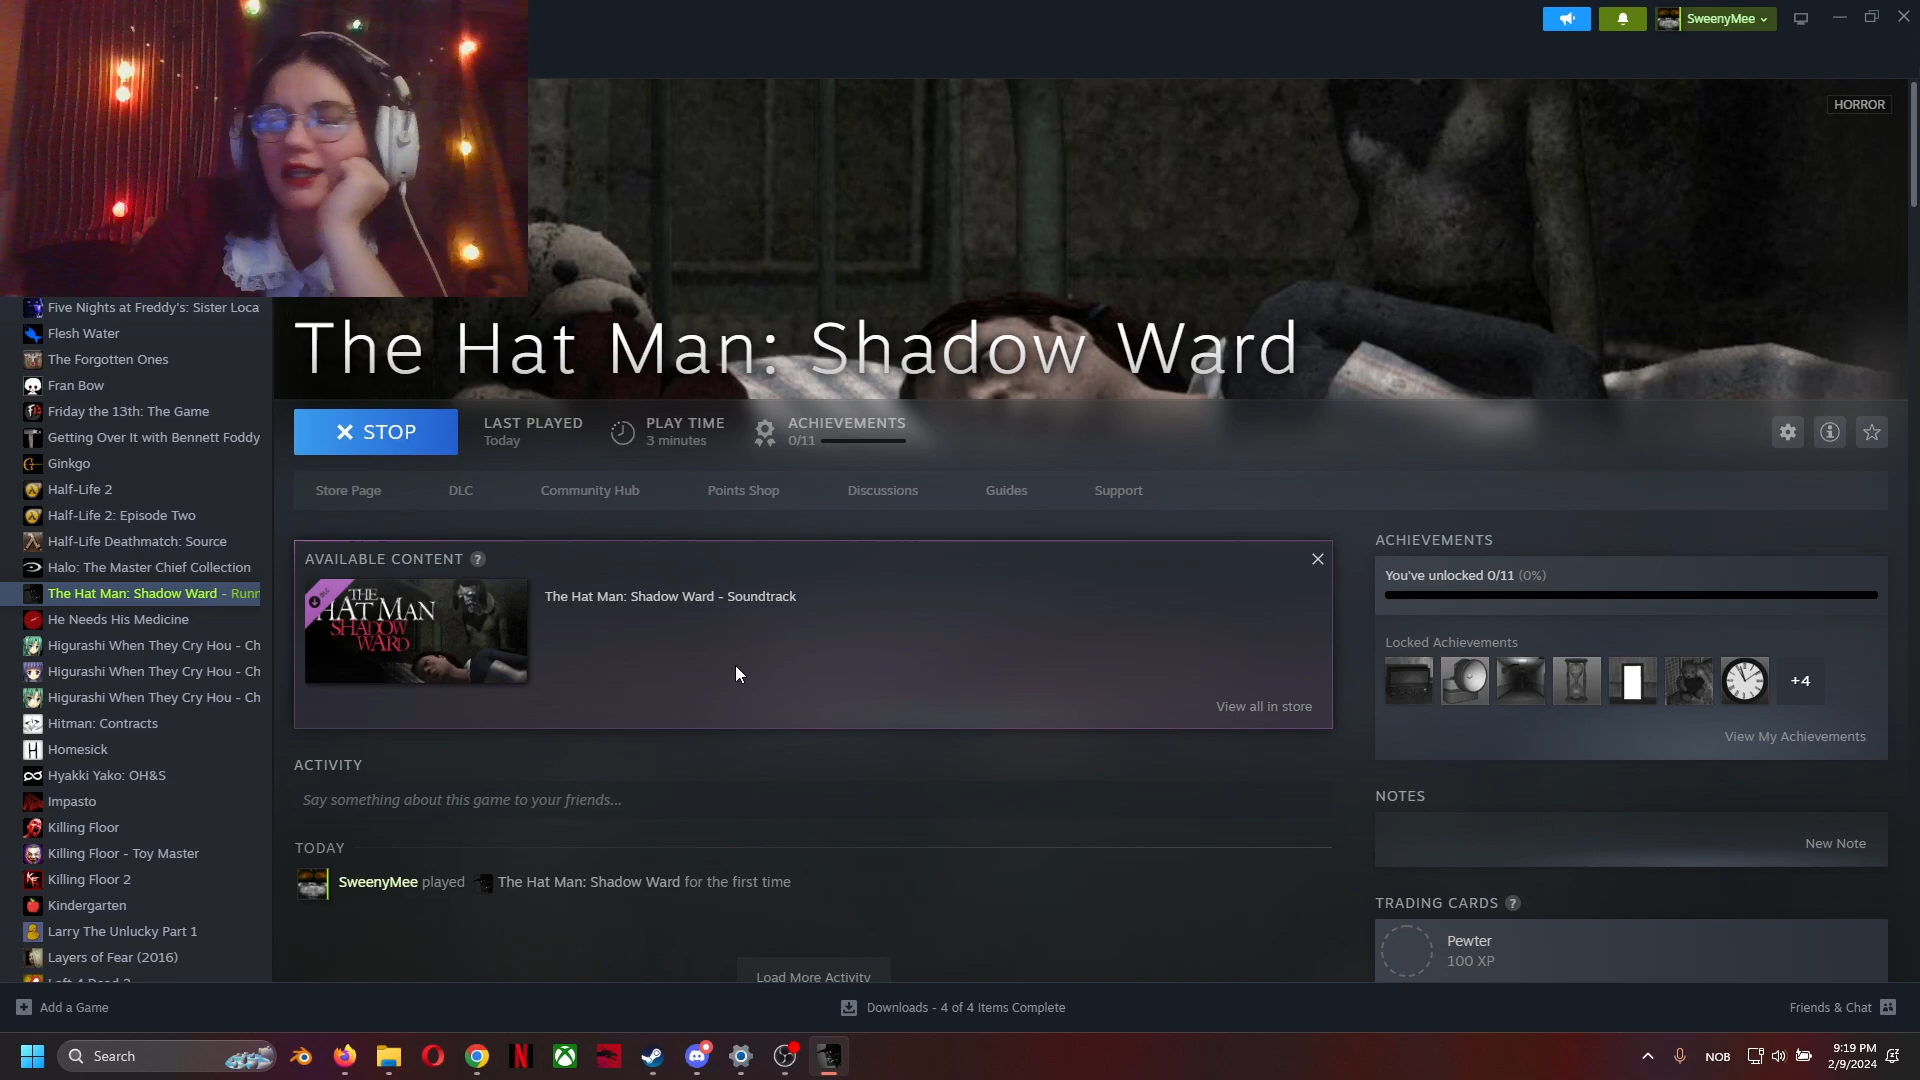 SweenyMee
HORROR
The Hat Man: Shadow Ward
STOP
LAST PLAYED
Today
PLAY TIME
3 minutes
ACHIEVEMENTS
0/11
Store Page
DLC
Community Hub
Points Shop
Discussions
Guides
Support
Five Nights at Freddy's: Sister Loca
Flesh Water
The Forgotten Ones
Fran Bow
Friday the 13th: The Game
Getting Over It with Bennett Foddy
Ginkgo
Half-Life 2
Half-Life 2: Episode Two
Half-Life Deathmatch: Source
Halo: The Master Chief Collection
The Hat Man: Shadow Ward - Runn
He Needs His Medicine
Higurashi When They Cry Hou - Ch
Higurashi When They Cry Hou - Ch
Higurashi When They Cry Hou - Ch
Hitman: Contracts
Homesick
Hyakki Yako: OH&S
Impasto
Killing Floor
Killing Floor - Toy Master
Killing Floor 2
Kindergarten
Larry The Unlucky Part 1
Layers of Fear (2016)
Left 4 Dead 2
AVAILABLE CONTENT ?
DLC
THE
HAT MAN
SHADOW
WARD
The Hat Man: Shadow Ward - Soundtrack
View all in store
ACTIVITY
Say something about this game to your friends...
TODAY
SweenyMee played The Hat Man: Shadow Ward for the first time
Load More Activity
ACHIEVEMENTS
You've unlocked 0/11 (0%)
Locked Achievements
+4
View My Achievements
NOTES
New Note
TRADING CARDS ?
Pewter
100 XP
Add a Game
Downloads - 4 of 4 Items Complete
Friends & Chat
Search
NOB
9:19 PM
2/9/2024